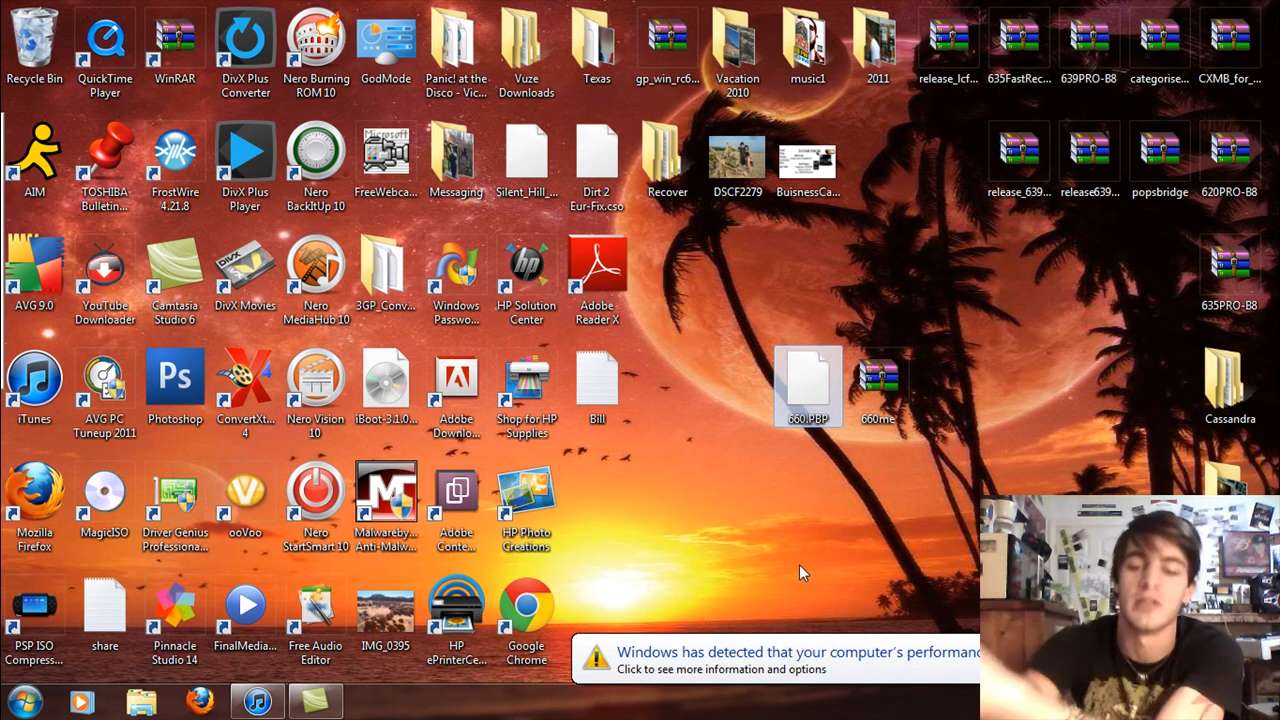 Recycle Bin
QuickTime
Player
WinRAR
DivX Plus
Converter
Nero Burning
ROM 10
GodMode
Panic! at the
Disco - Vic...
Vuze
Downloads
Texas
gp_win_rc6...
Vacation
2010
music1
2011
release_lcf...
635FastRec...
639PRO-B8
categorise...
CXMB_for_...
AIM
TOSHIBA
Bulletin...
FrostWire
4.21.8
DivX Plus
Player
Nero
BackItUp 10
Microsoft
FreeWebca...
Messaging
Silent_Hill_...
Dirt 2
Eur-Fix.cso
Recover
DSCF2279
BuisnessCa...
release_639...
release639...
popsbridge
620PRO-B8
AVG 9.0
YouTube
Downloader
Camtasia
Studio 6
DivX Movies
Nero
MediaHub 10
3GP_Conv...
Windows
Passwo...
hp
HP Solution
Center
Adobe
Reader X
635PRO-B8
iTunes
AVG PC
Tuneup 2011
Ps
Photoshop
ConvertXt...
4
Nero Vision
10
iBoot-3.1.0...
Adobe
Downlo...
Shop for HP
Supplies
Bill
660.PBP
660me
Cassandra
Mozilla
Firefox
MagicISO
Driver Genius
Professiona...
ooVoo
Nero
StartSmart 10
Malwareby...
Anti-Malw...
Adobe
Conte...
HP Photo
Creations
PSP ISO
Compress...
share
Pinnacle
Studio 14
FinalMedia...
Free Audio
Editor
IMG_0395
HP
ePrinterCe...
Google
Chrome
Windows has detected that your computer's performanc
Click to see more information and options